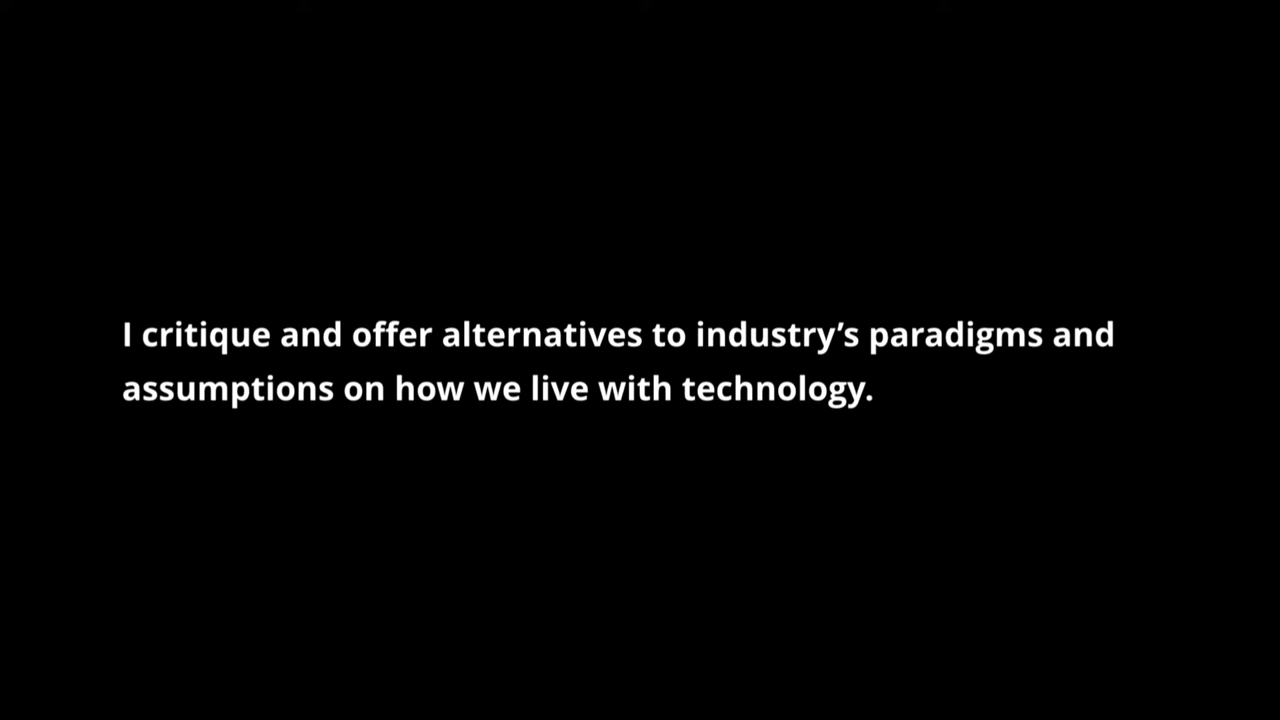 I critique and offer alternatives to industry’s paradigms and
assumptions on how we live with technology.